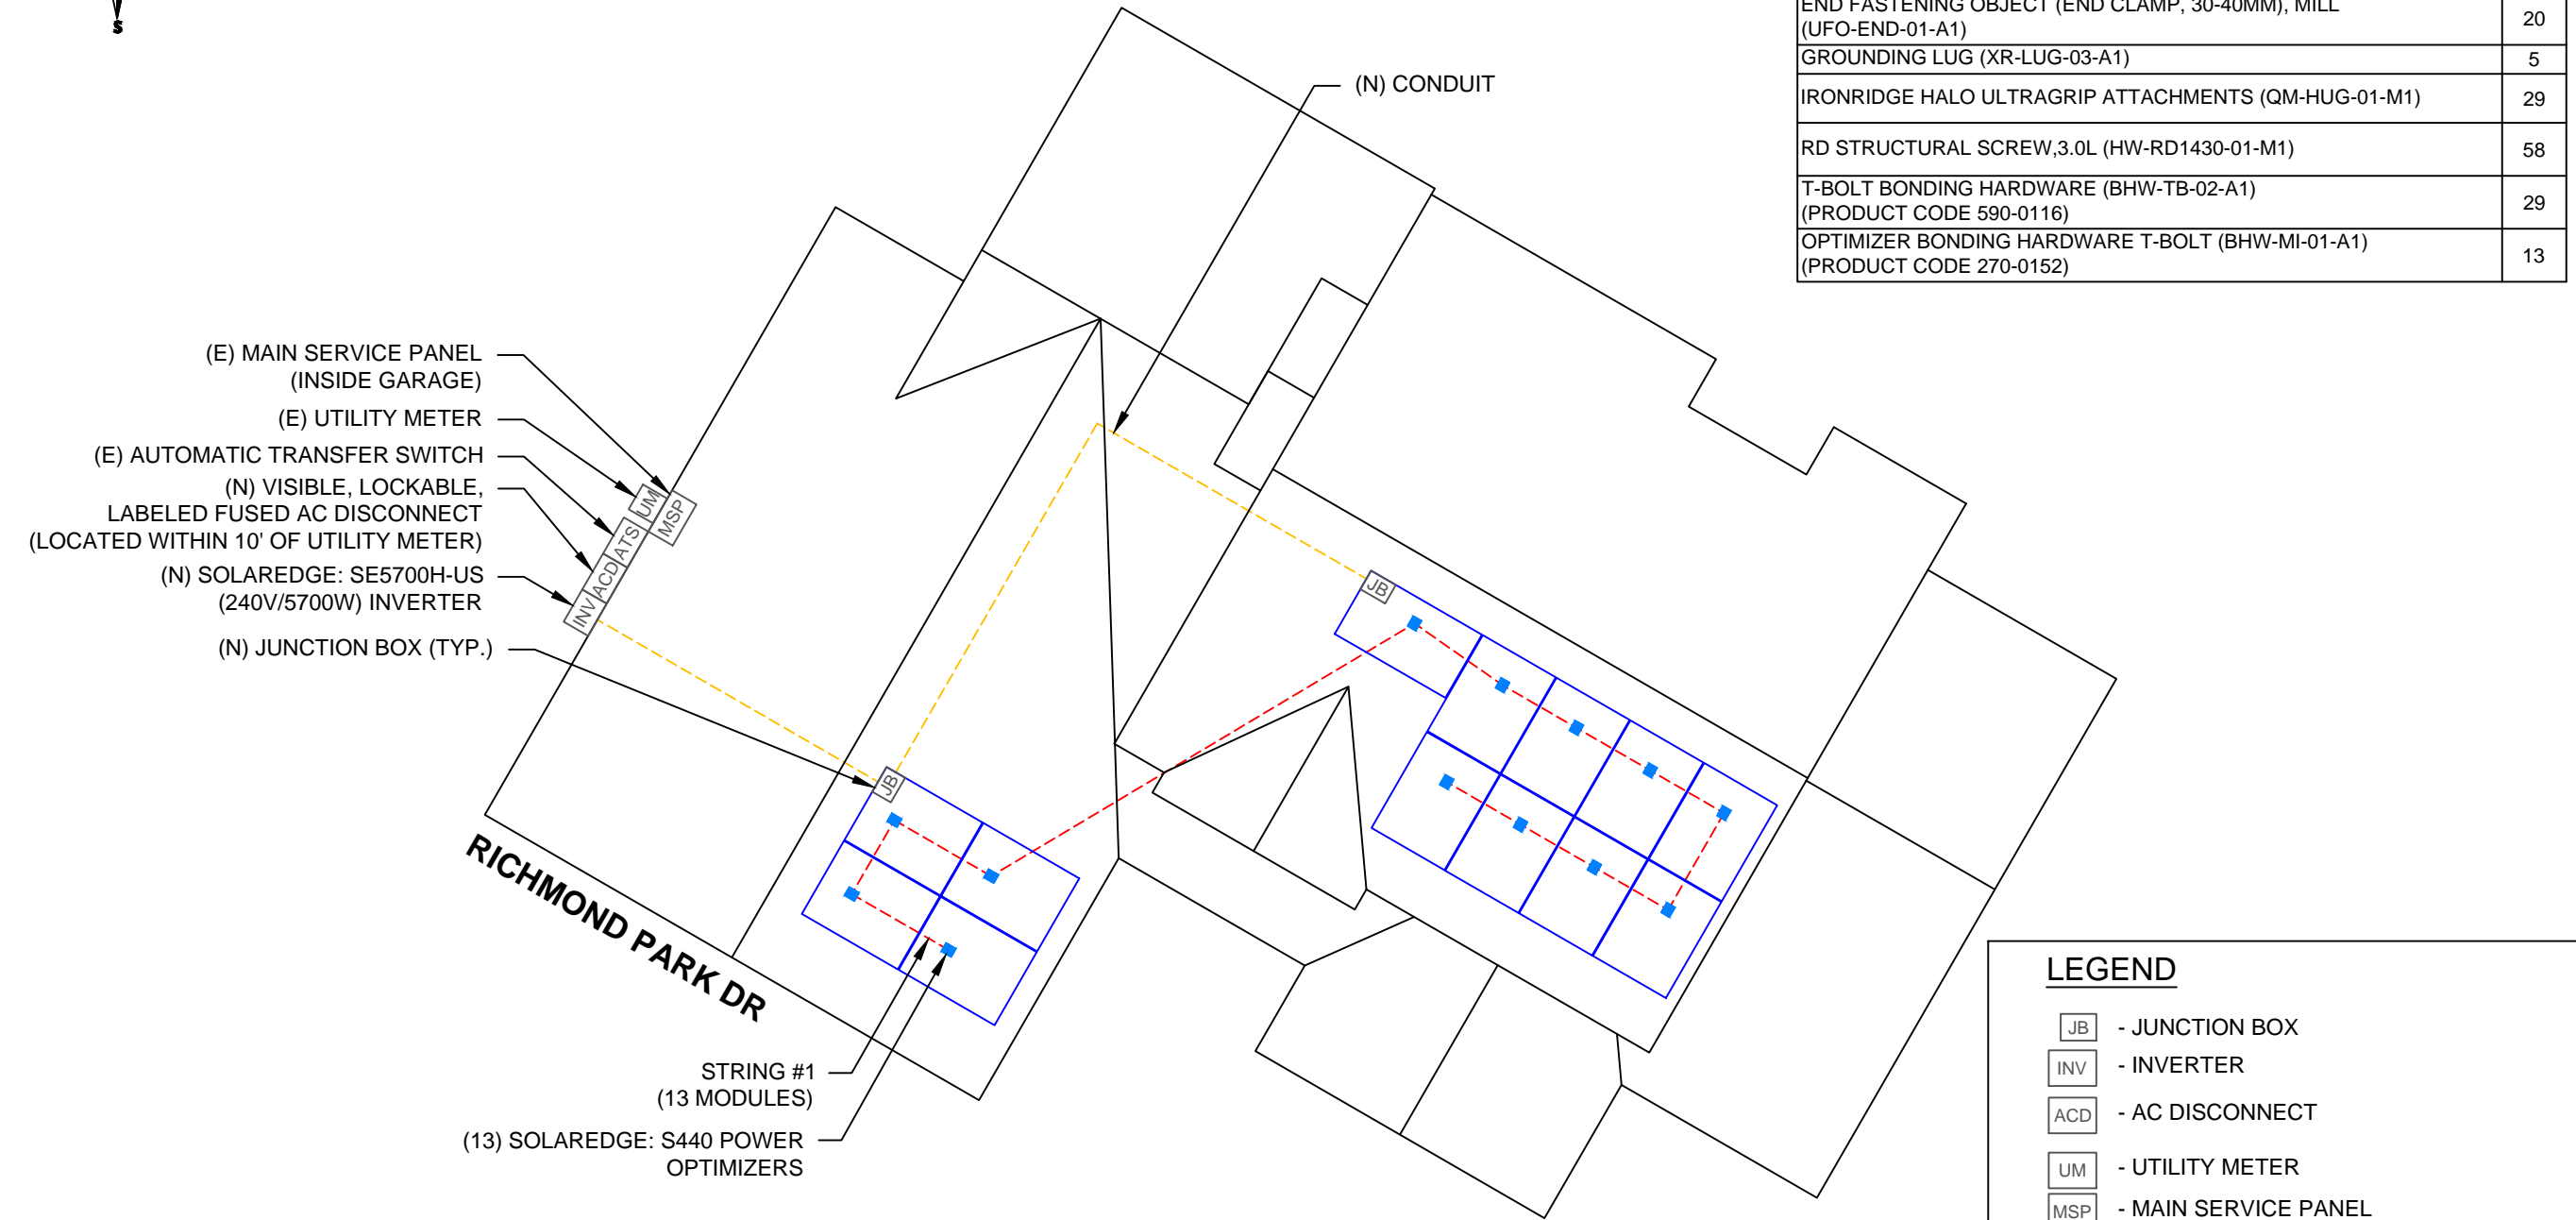 S
END FASTENING OBJECT (END CLAMP, 30-40MM), MILL
(UFO-END-01-A1)
20
GROUNDING LUG (XR-LUG-03-A1)
5
IRONRIDGE HALO ULTRAGRIP ATTACHMENTS (QM-HUG-01-M1)
29
RD STRUCTURAL SCREW,3.0L (HW-RD1430-01-M1)
58
T-BOLT BONDING HARDWARE (BHW-TB-02-A1)
(PRODUCT CODE 590-0116)
29
OPTIMIZER BONDING HARDWARE T-BOLT (BHW-MI-01-A1)
(PRODUCT CODE 270-0152)
13
(N) CONDUIT
(E) MAIN SERVICE PANEL
(INSIDE GARAGE)
(E) UTILITY METER
(E) AUTOMATIC TRANSFER SWITCH
(N) VISIBLE, LOCKABLE,
LABELED FUSED AC DISCONNECT
(LOCATED WITHIN 10' OF UTILITY METER)
(N) SOLAREDGE: SE5700H-US
(240V/5700W) INVERTER
(N) JUNCTION BOX (TYP.)
UM
MSP
ATS
ACD
INV
JB
JB
RICHMOND PARK DR
STRING #1
(13 MODULES)
(13) SOLAREDGE: S440 POWER
OPTIMIZERS
LEGEND
JB - JUNCTION BOX
INV - INVERTER
ACD - AC DISCONNECT
UM - UTILITY METER
MSP - MAIN SERVICE PANEL